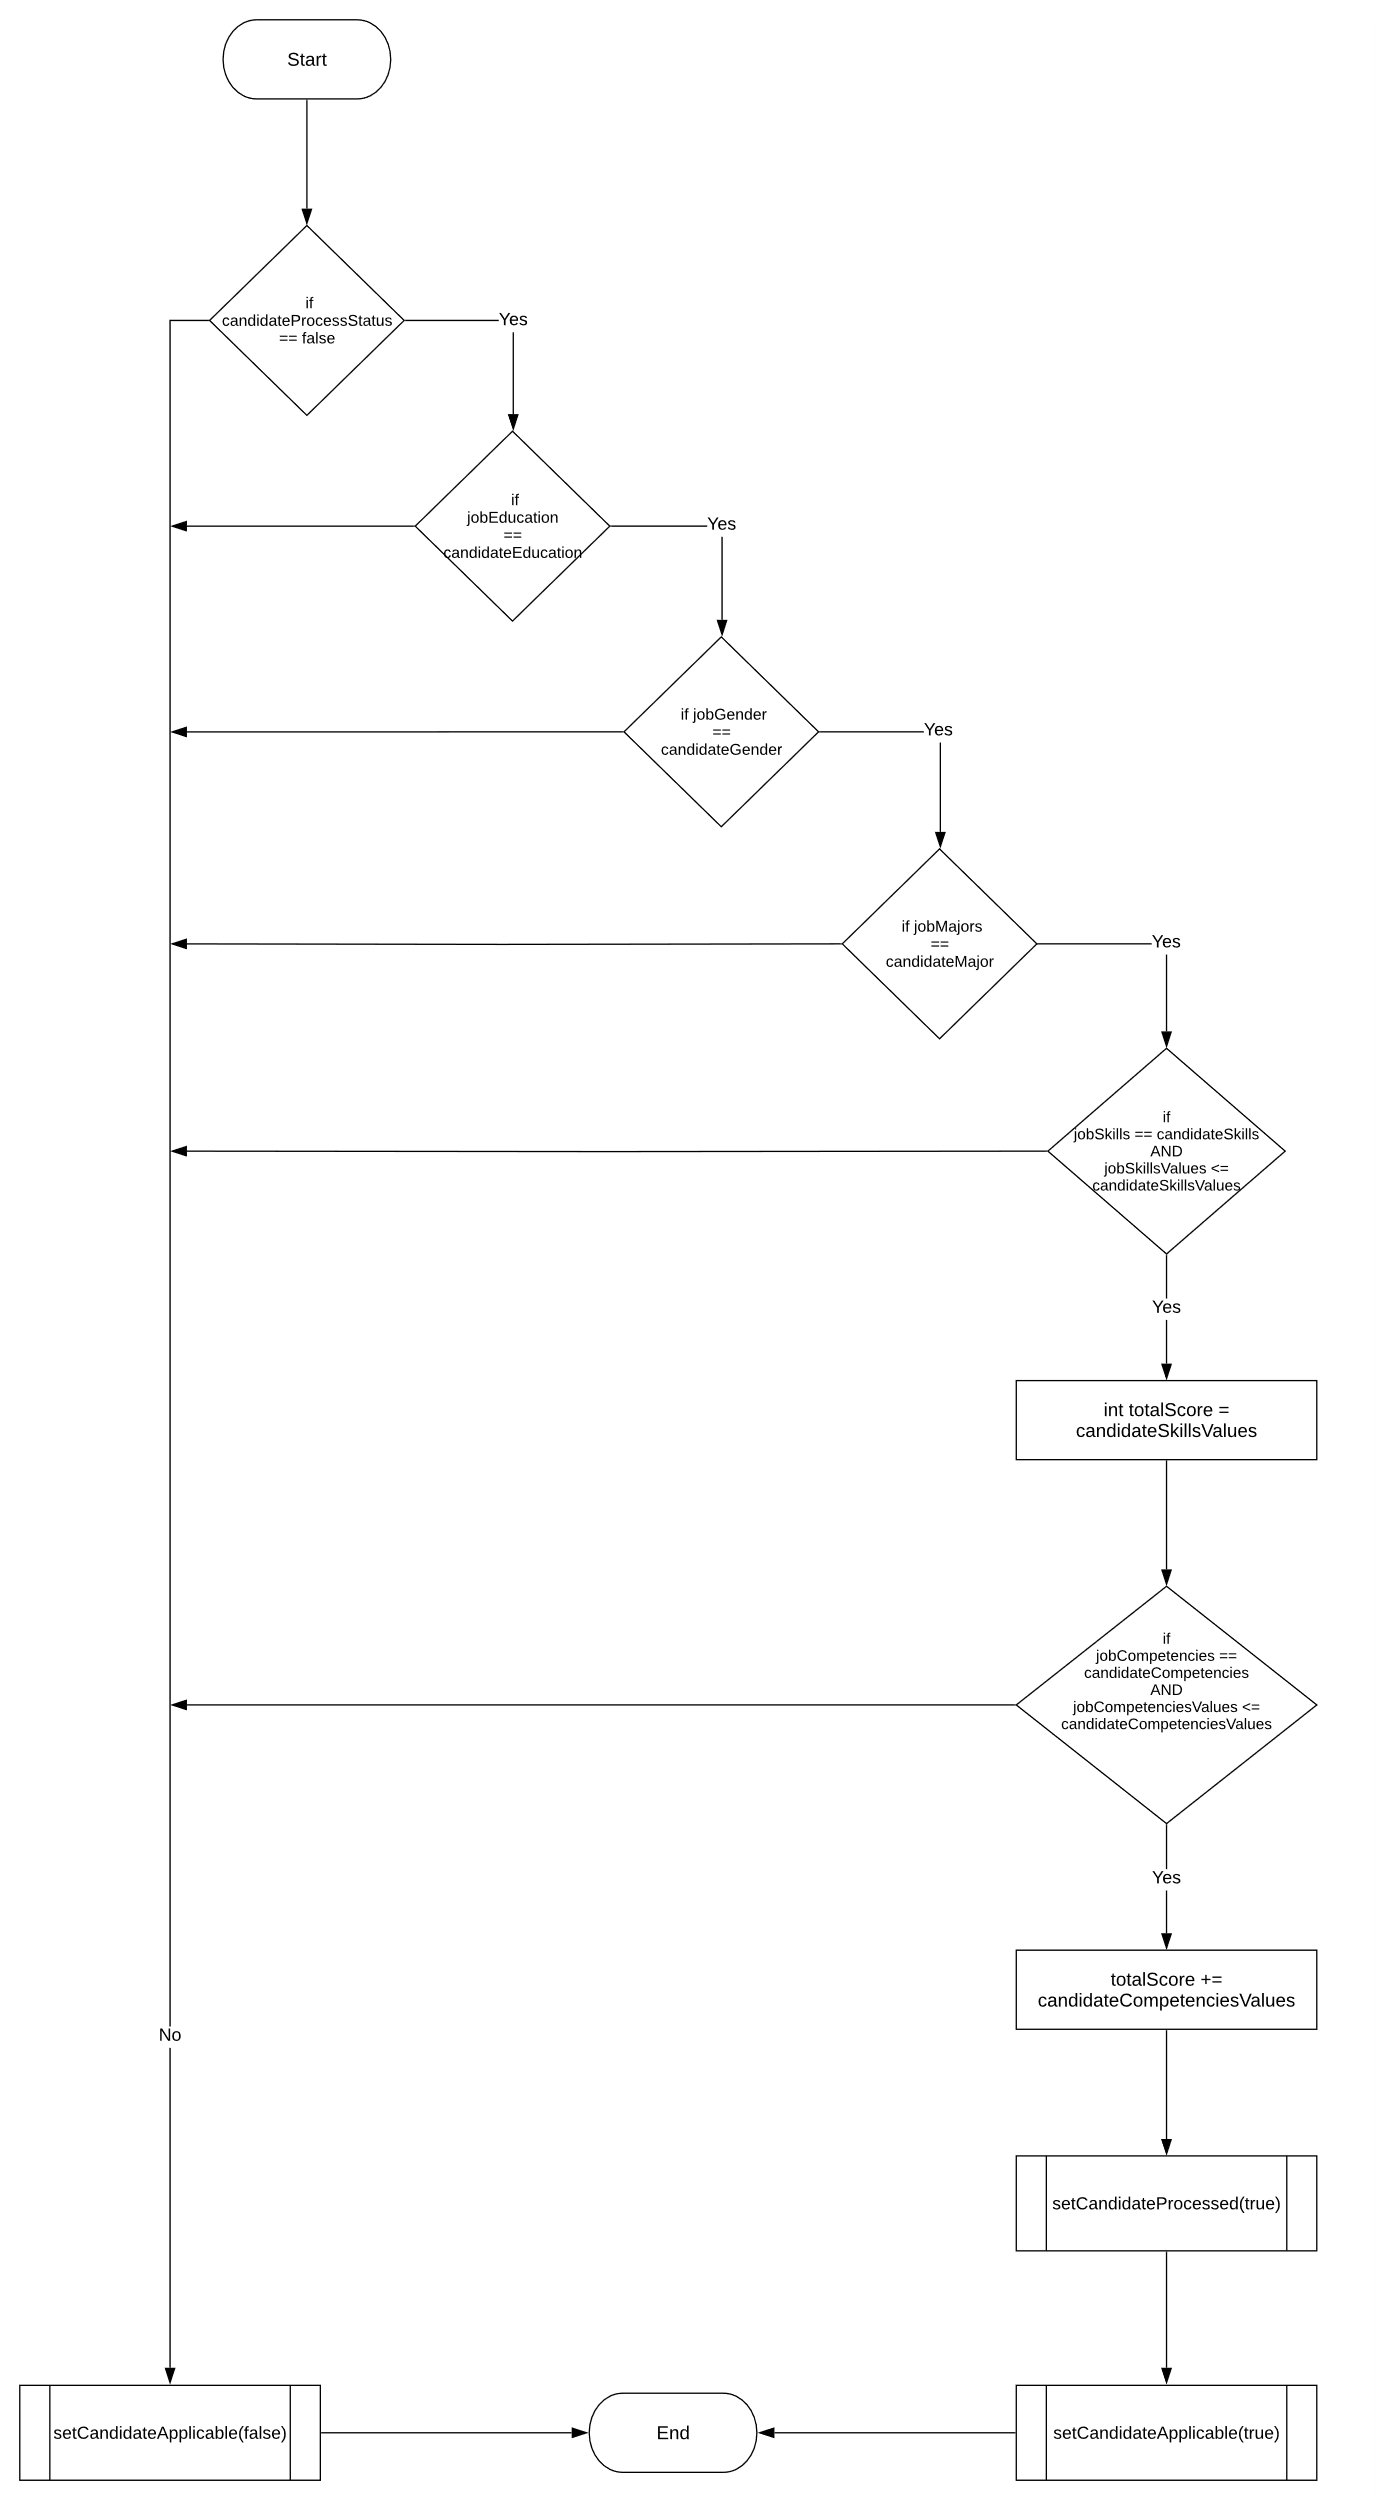 Start
if
candidateProcessStatus
== false
Yes
if
jobEducation
==
candidateEducation
Yes
if jobGender
==
candidateGender
Yes
if jobMajors
==
candidateMajor
Yes
if
jobSkills == candidateSkills
AND
jobSkillsValues <=
candidateSkillsValues
Yes
int totalScore =
candidateSkillsValues
if
jobCompetencies ==
candidateCompetencies
AND
jobCompetenciesValues <=
candidateCompetenciesValues
Yes
totalScore +=
candidateCompetenciesValues
No
setCandidateProcessed(true)
setCandidateApplicable(false)
End
setCandidateApplicable(true)